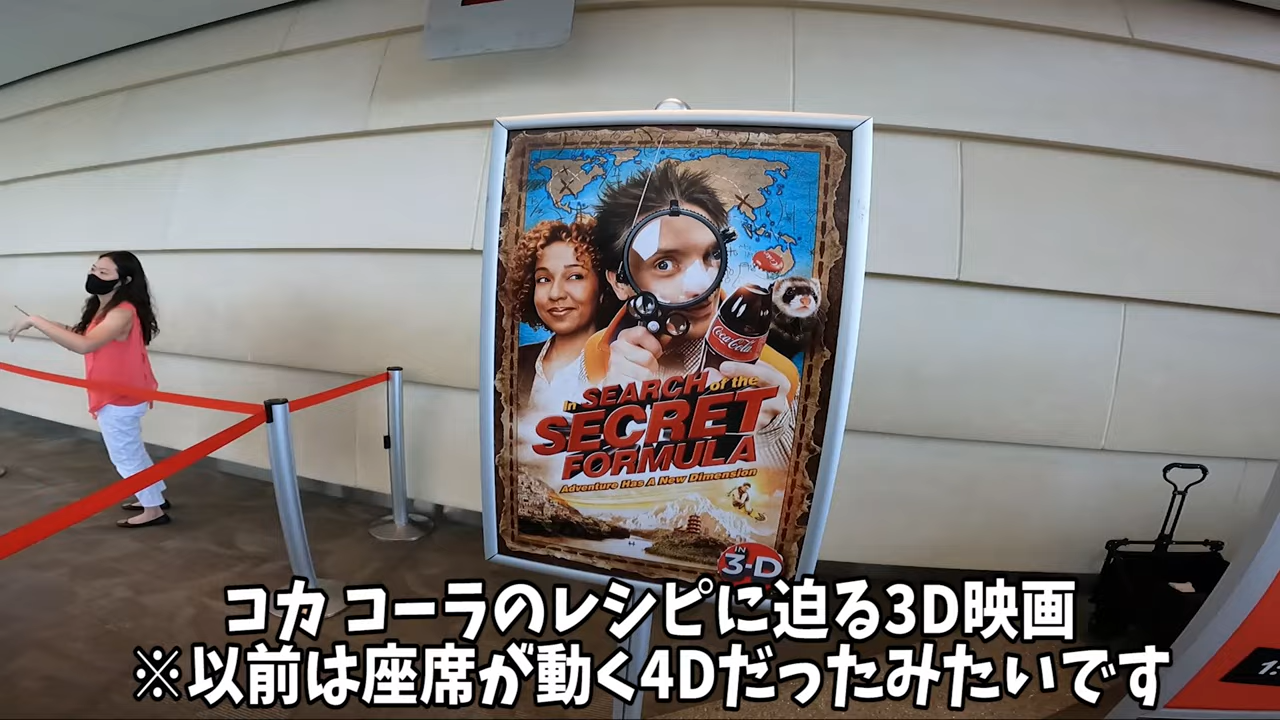 Coca-Cola
In SEARCH of the
SECRET
FORMULA
Adventure Has A New Dimension
IN
3-D
コカ コーラのレシピに迫る3D映画
※以前は座席が動く4Dだったみたいです